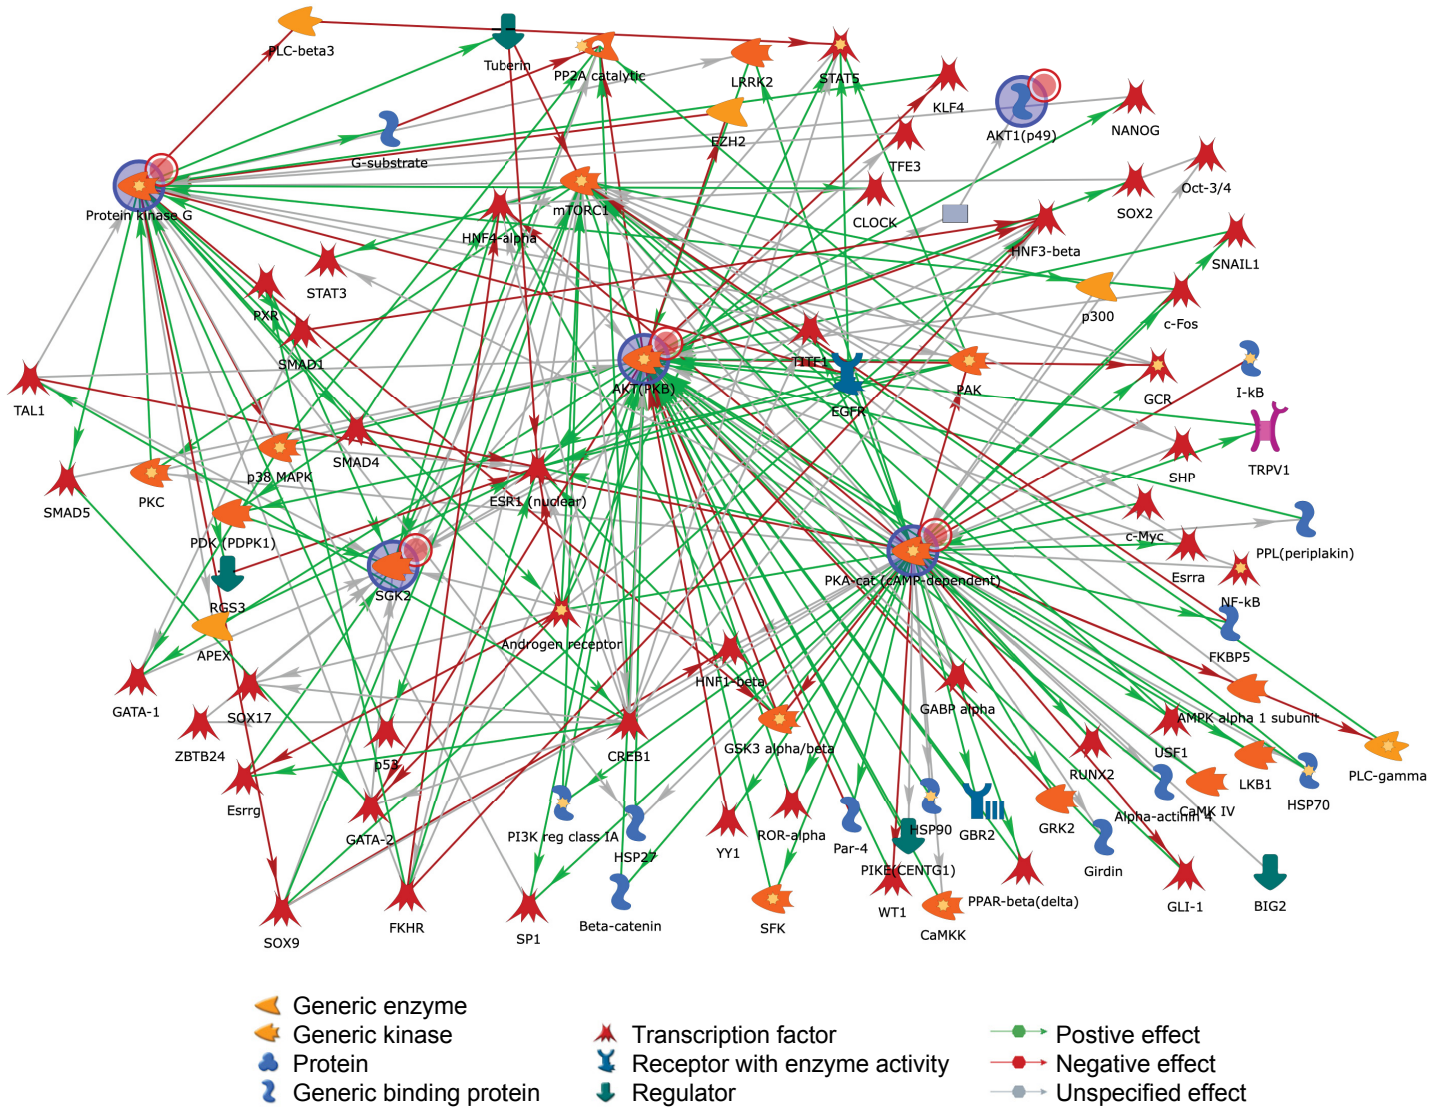 PLC-beta3
Tuberin
PP2A catalytic
LRRK2
STAT5
KLF4
AKT1(p49)
NANOG
G-substrate
EZH2
TFE3
Oct-3/4
Protein kinase G
HNF4-alpha
mTORC1
CLOCK
SOX2
HNF3-beta
SNAIL1
STAT3
PXR
p300
c-Fos
SMAD1
TITF1
AKT(PKB)
EGFR
PAK
GCR
I-kB
TAL1
SMAD4
p38 MAPK
SHP
TRPV1
SMAD5
PKC
ESR1 (nuclear)
PDK (PDPK1)
c-Myc
PPL(periplakin)
Esrra
PKA-cat (cAMP-dependent)
RGS3
SGK2
NF-kB
Androgen receptor
APEX
FKBP5
HNF1-beta
GATA-1
SOX17
GABP alpha
AMPK alpha 1 subunit
ZBTB24
p53
CREB1
GSK3 alpha/beta
USF1
RUNX2
LKB1
PLC-gamma
Esrrg
CaMK IV
HSP70
Alpha-actinin 4
GATA-2
PI3K reg class IA
HSP27
YY1
ROR-alpha
Par-4
HSP90
GBR2
GRK2
Girdin
PIKE(CENTG1)
PPAR-beta(delta)
WT1
GLI-1
BIG2
SOX9
FKHR
SP1
Beta-catenin
SFK
CaMKK
Generic enzyme
Generic kinase
Protein
Generic binding protein
Transcription factor
Receptor with enzyme activity
Regulator
Postive effect
Negative effect
Unspecified effect